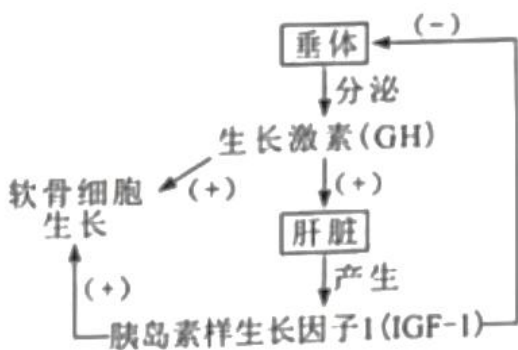 垂体
(-)
分泌
生长激素(GH)
软骨细胞
生长
(+)
(+)
肝脏
(+)
产生
胰岛素样生长因子1(IGF-1)